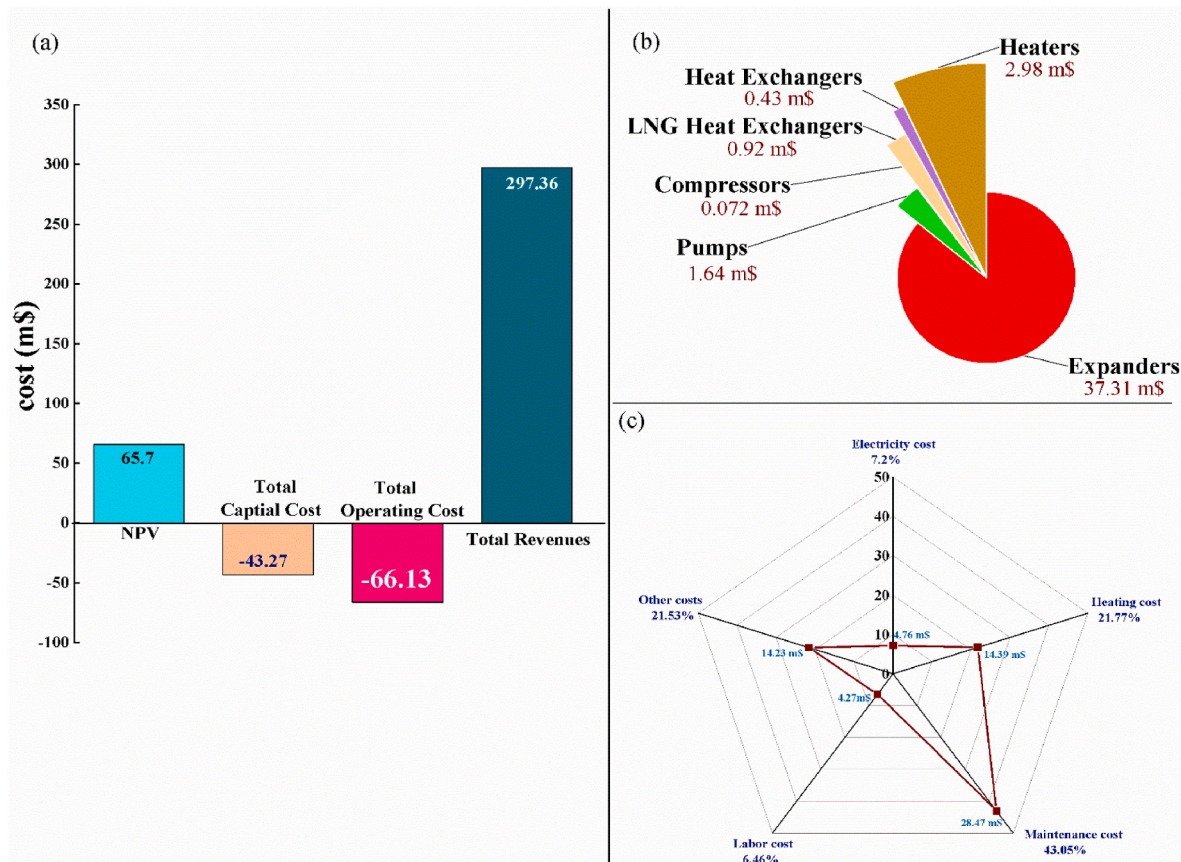 (a)
cost (m$)
350
300
250
200
150
100
50
0
-50
-100
65.7
NPV
Total
Captial Cost
-43.27
Total
Operating Cost
-66.13
297.36
Total Revenues
(b)
Heaters
2.98 m$
Heat Exchangers
0.43 m$
LNG Heat Exchangers
0.92 m$
Compressors
0.072 m$
Pumps
1.64 m$
Expanders
37.31 m$
(c)
Electricity cost
7.2%
50
40
30
20
10
0
Heating cost
21.77%
Other costs
21.53%
4.76 m$
14.23 m$
14.39 m$
4.27m$
28.47 m$
Labor cost
6.46%
Maintenance cost
43.05%